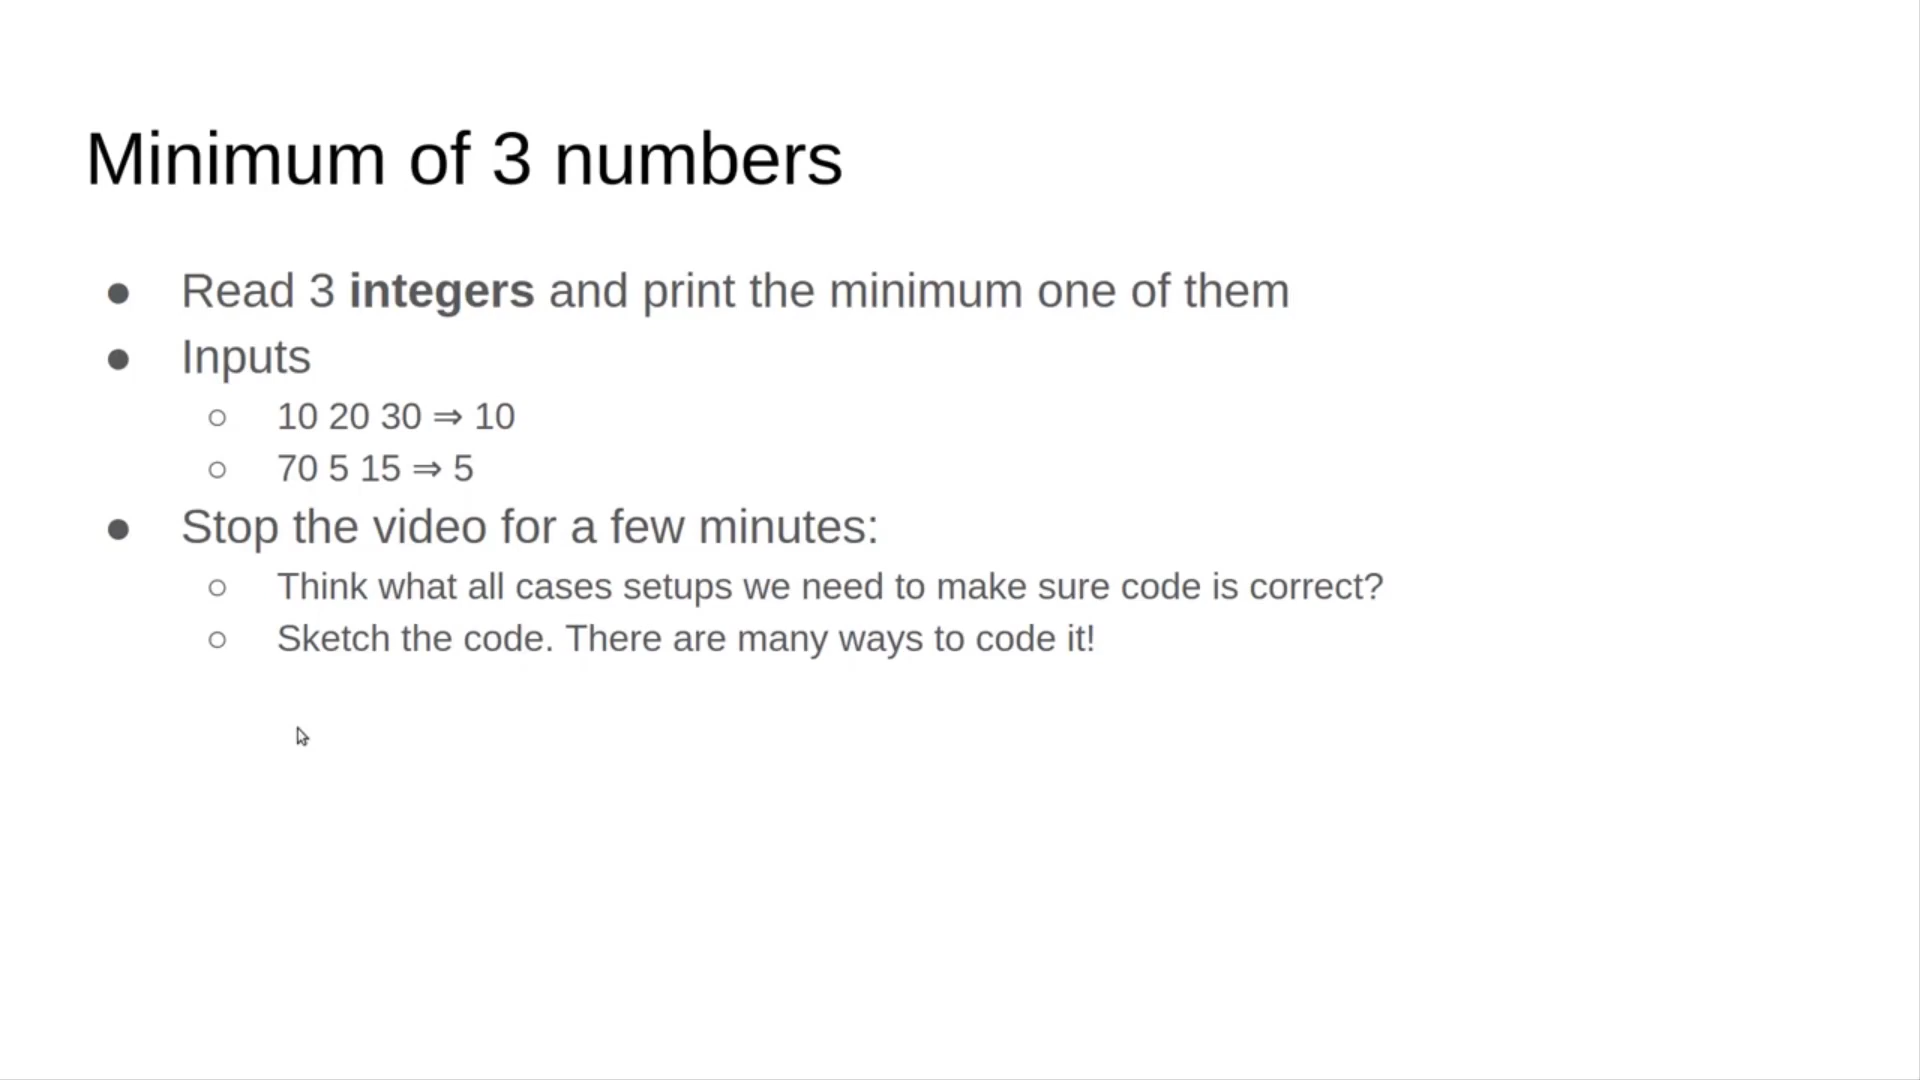 Minimum of 3 numbers
● Read 3 integers and print the minimum one of them
● Inputs
○ 10 20 30 ⇒ 10
○ 70 5 15 ⇒ 5
● Stop the video for a few minutes:
○ Think what all cases setups we need to make sure code is correct?
○ Sketch the code. There are many ways to code it!